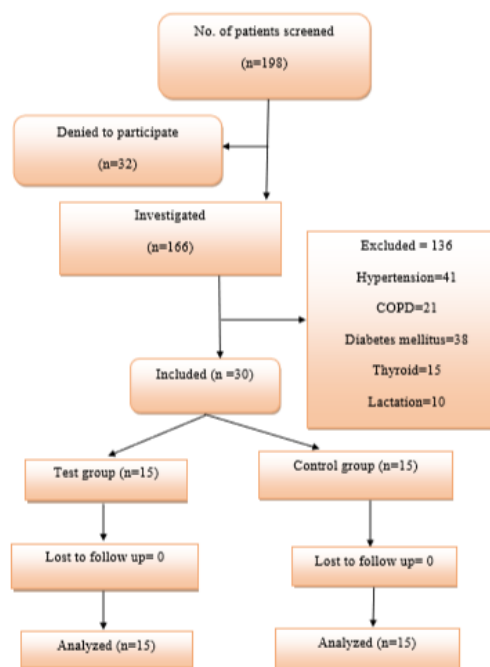 No. of patients screened
(n=198)
Denied to participate
(n=32)
Investigated
(n=166)
Excluded = 136
Hypertension=41
COPD=21
Diabetes mellitus=38
Thyroid=15
Lactation=10
Included (n =30)
Test group (n=15)
Control group (n=15)
Lost to follow up= 0
Lost to follow up= 0
Analyzed (n=15)
Analyzed (n=15)